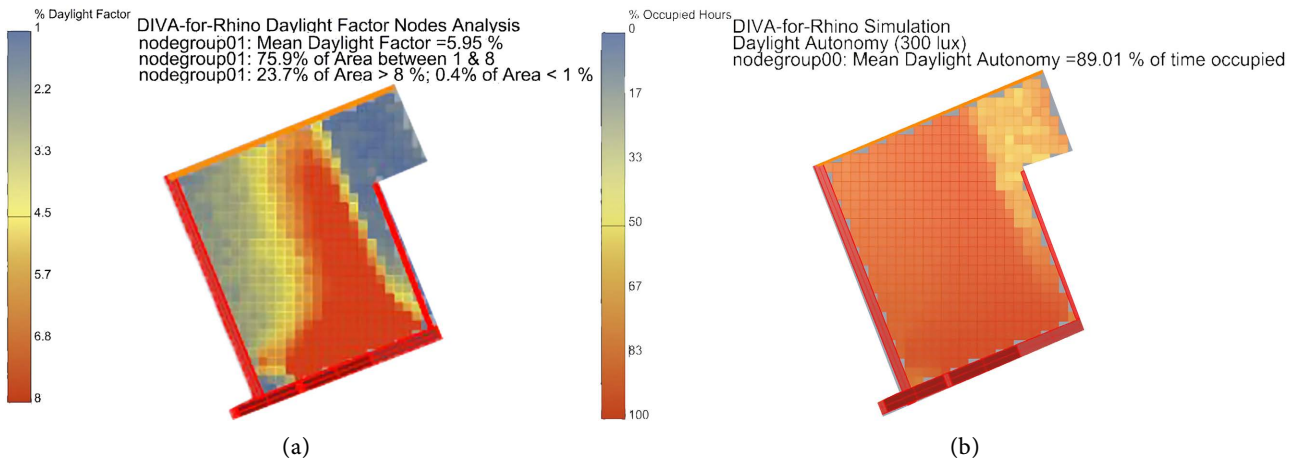 % Daylight Factor
DIVA-for-Rhino Daylight Factor Nodes Analysis
nodegroup01: Mean Daylight Factor =5.95 %
nodegroup01: 75.9% of Area between 1 & 8
nodegroup01: 23.7% of Area > 8 %; 0.4% of Area < 1 %
1
2.2
3.3
4.5
5.7
6.8
8
(a)
% Occupied Hours
DIVA-for-Rhino Simulation
Daylight Autonomy (300 lux)
nodegroup00: Mean Daylight Autonomy =89.01 % of time occupied
0
17
33
50
67
83
100
(b)